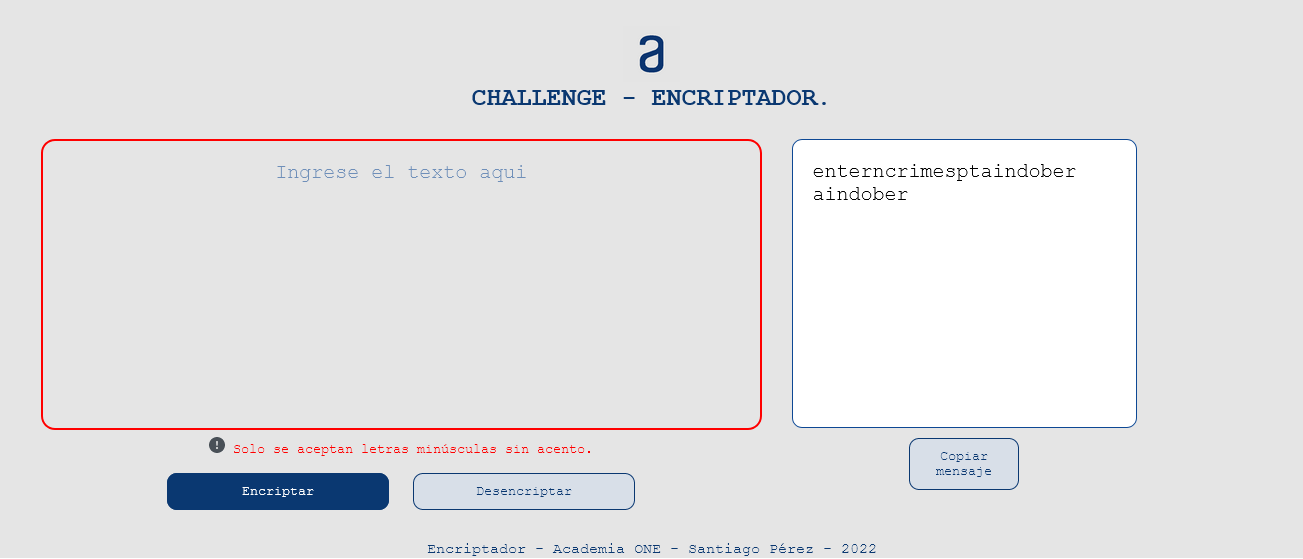 a
CHALLENGE - ENCRIPTADOR.
Ingrese el texto aqui
enterncrimesptaindober
aindober
! Solo se aceptan letras minúsculas sin acento.
Encriptar
Desencriptar
Copiar
mensaje
Encriptador - Academia ONE - Santiago Pérez - 2022